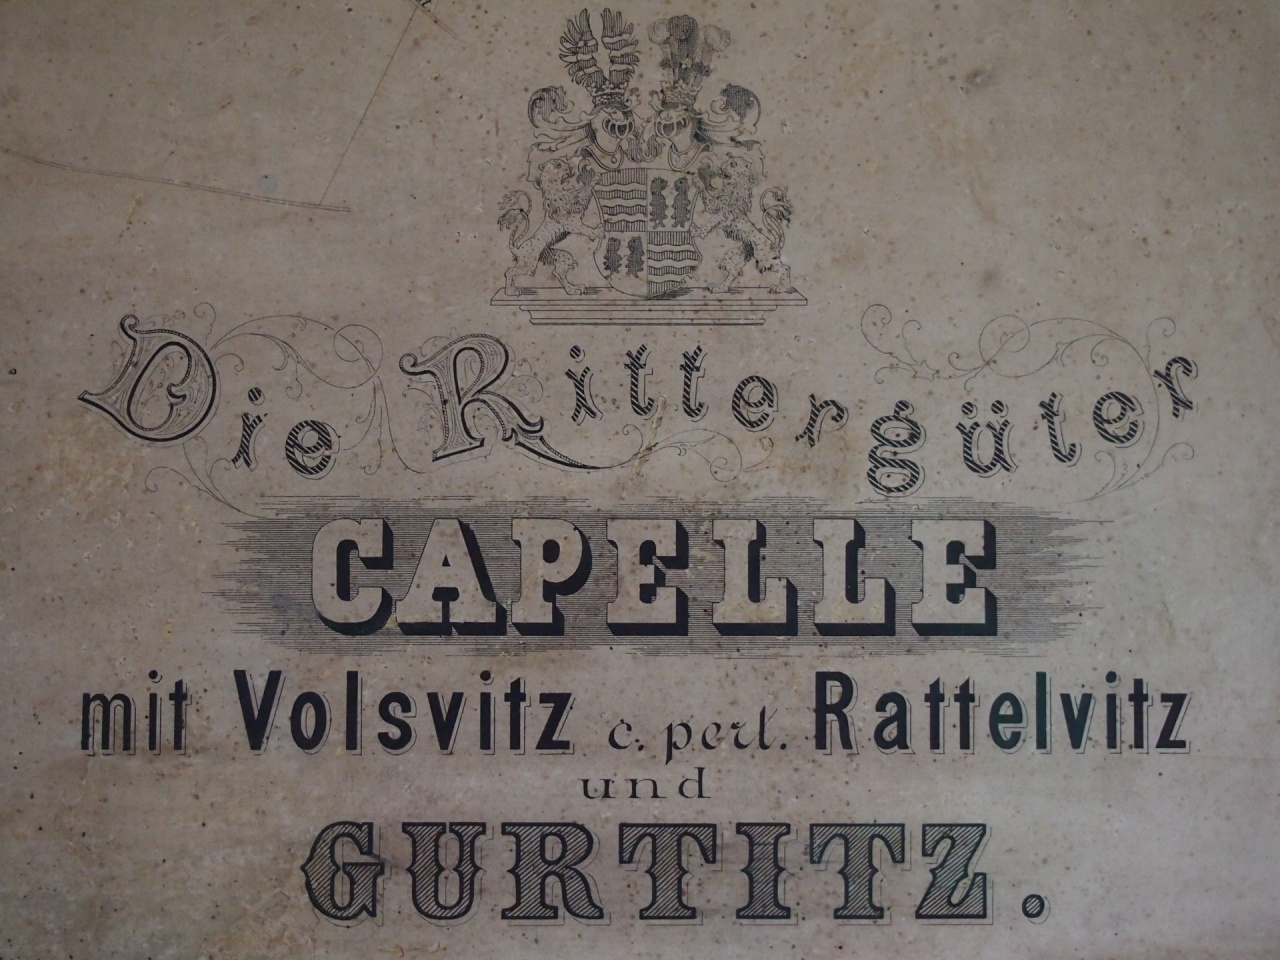 Die Rittergüter
CAPELLE
mit Volsvitz c. pert. Rattelvitz
und
GURTITZ.